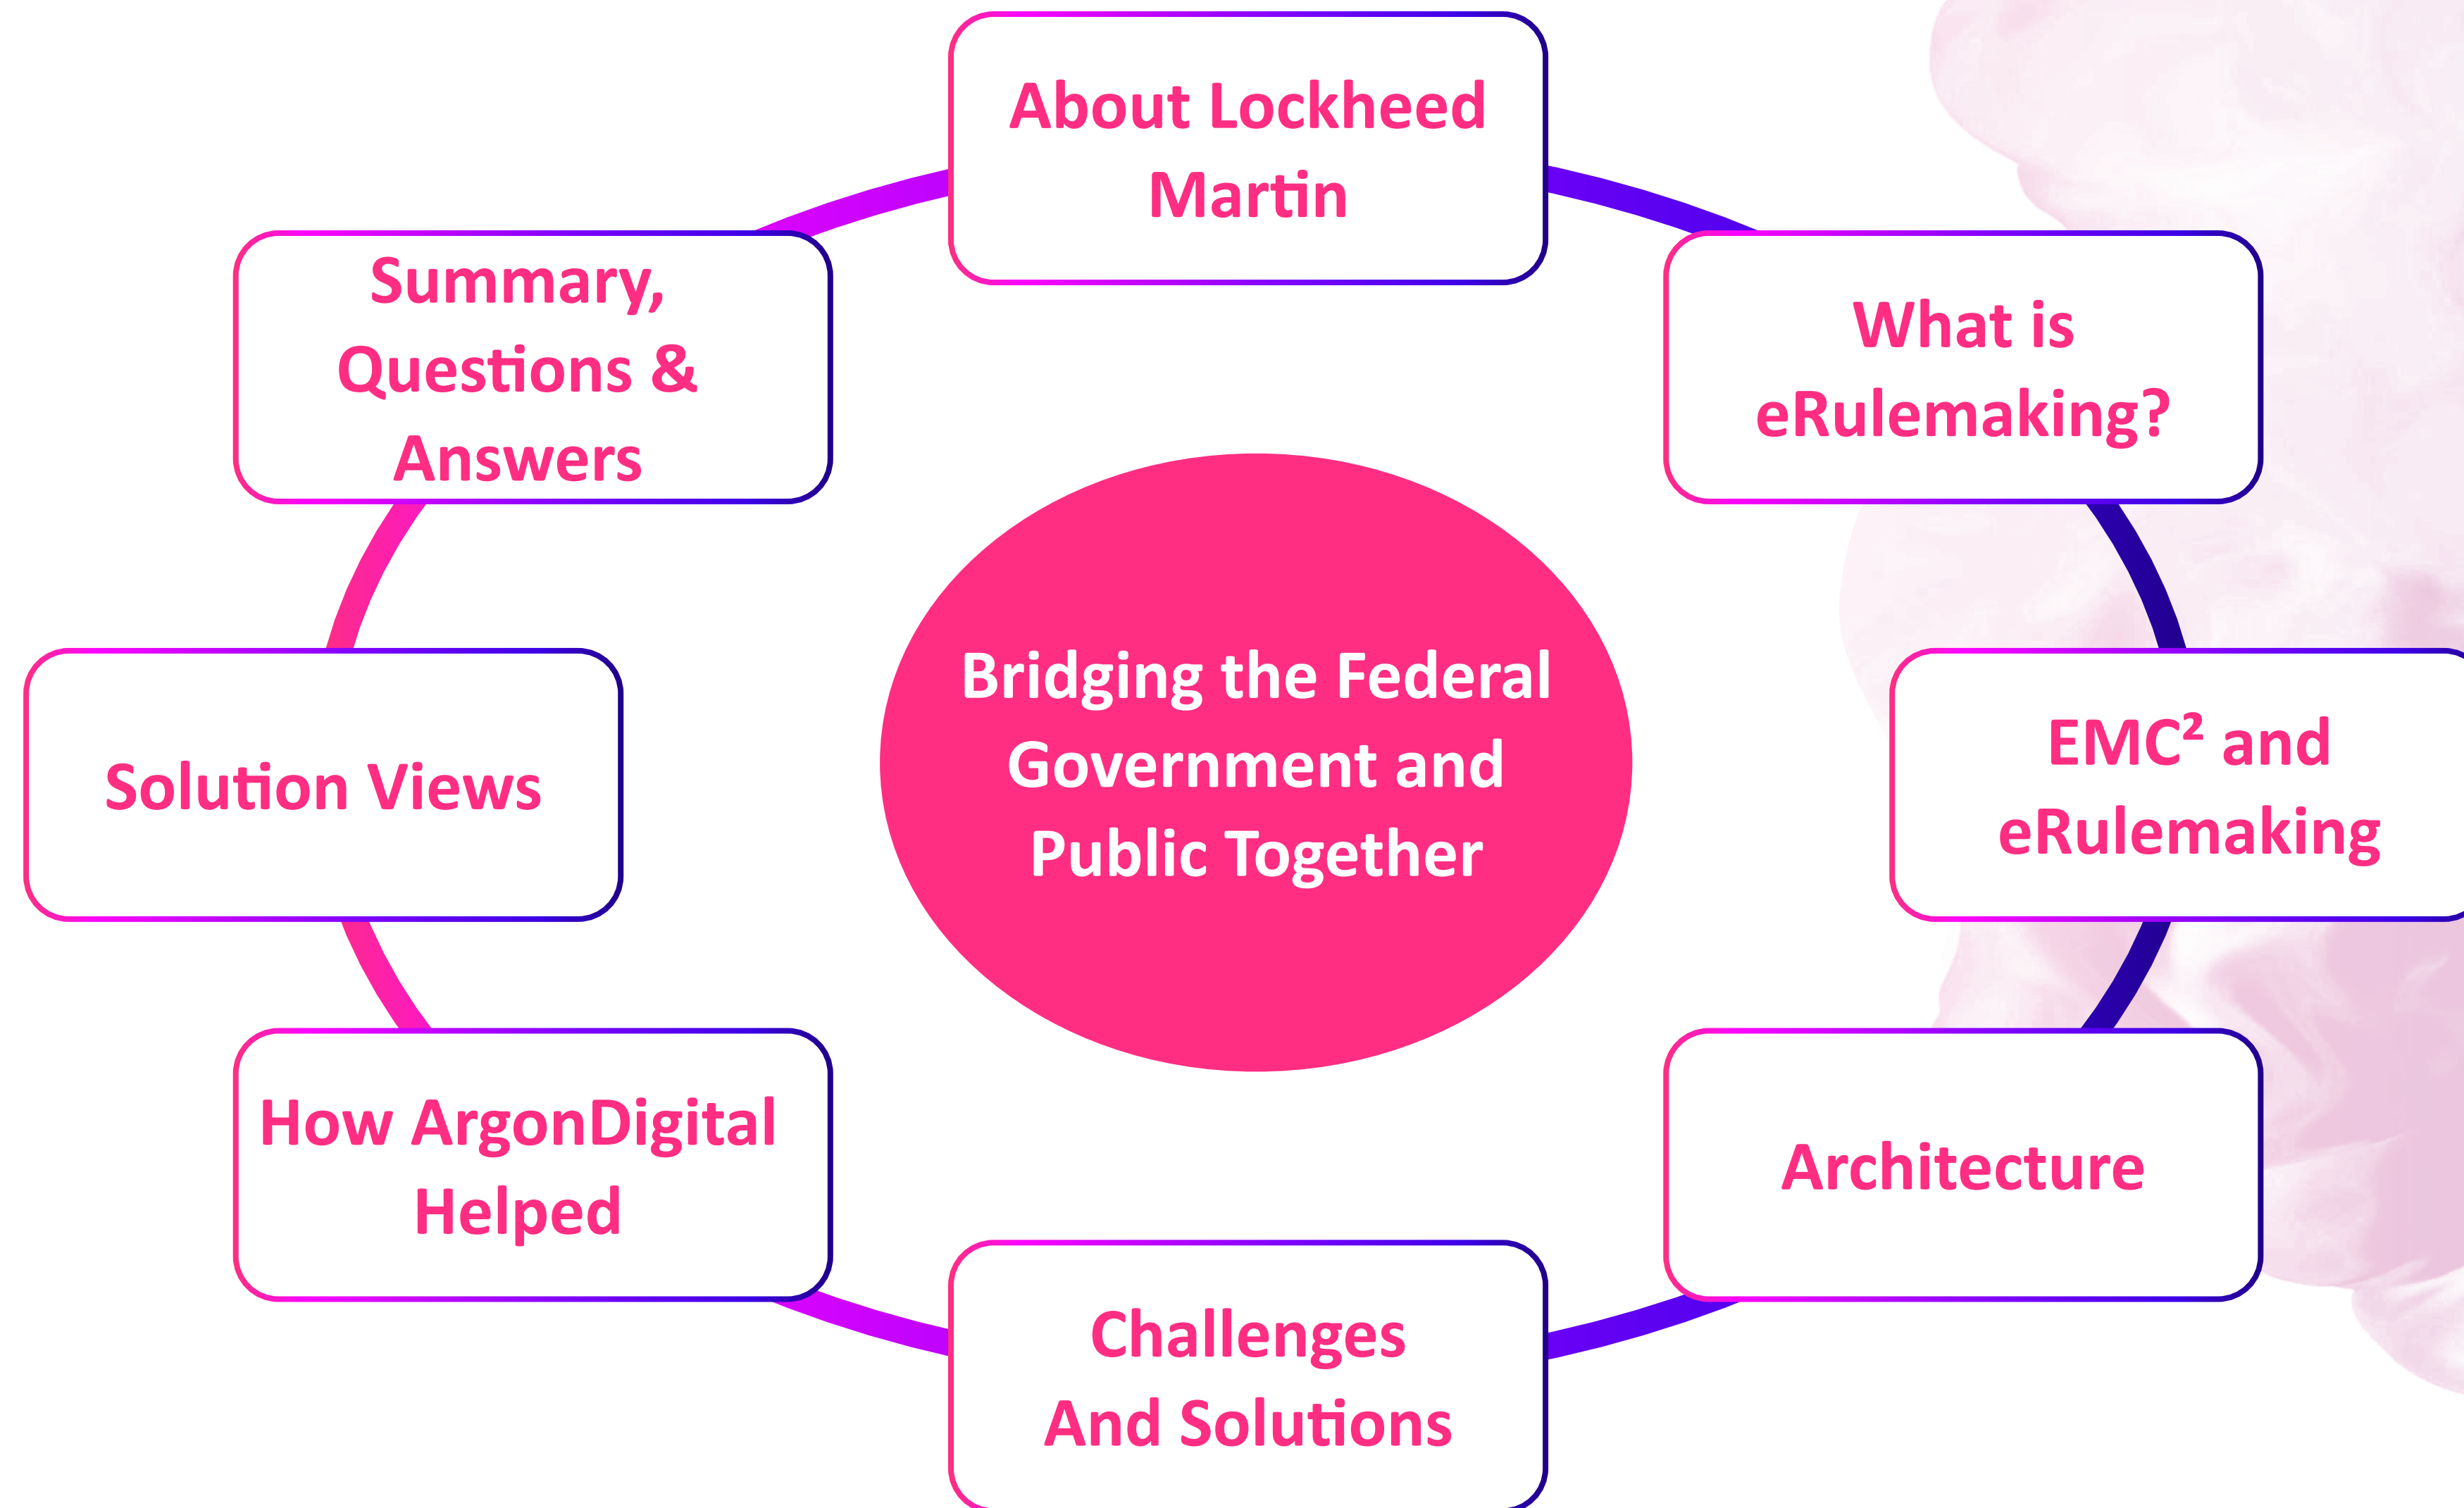 About Lockheed
Martin
What is
eRulemaking?
EMC² and
eRulemaking
Architecture
Challenges
And Solutions
How ArgonDigital
Helped
Solution Views
Summary,
Questions &
Answers
Bridging the Federal
Government and
Public Together